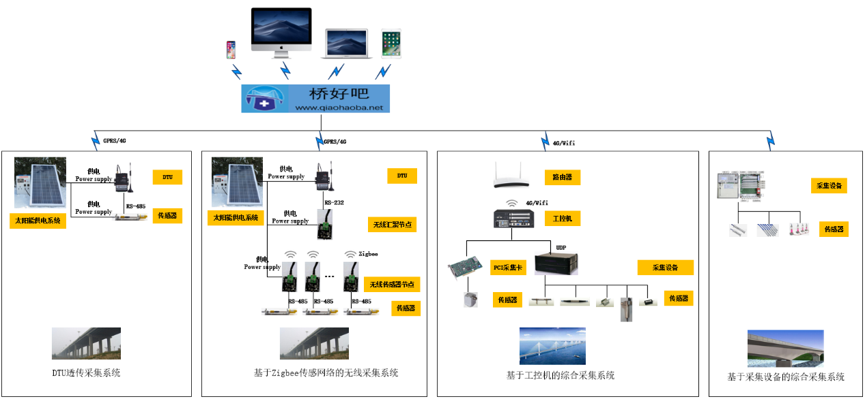 桥好吧
www.qiaohaoba.net
GPRS/4G
GPRS/4G
4G/Wifi
供电
Power supply
DTU
RS-485
供电
Power supply
传感器
太阳能供电系统
DTU透传采集系统
供电
Power supply
DTU
RS-232
太阳能供电系统
供电
Power supply
无线汇聚节点
Zigbee
供电
Power supply
...
无线传感器节点
RS-485
RS-485
RS-485
传感器
基于Zigbee传感网络的无线采集系统
路由器
4G/Wifi
工控机
UDP
PCI采集卡
采集设备
传感器
传感器
基于工控机的综合采集系统
采集设备
传感器
基于采集设备的综合采集系统